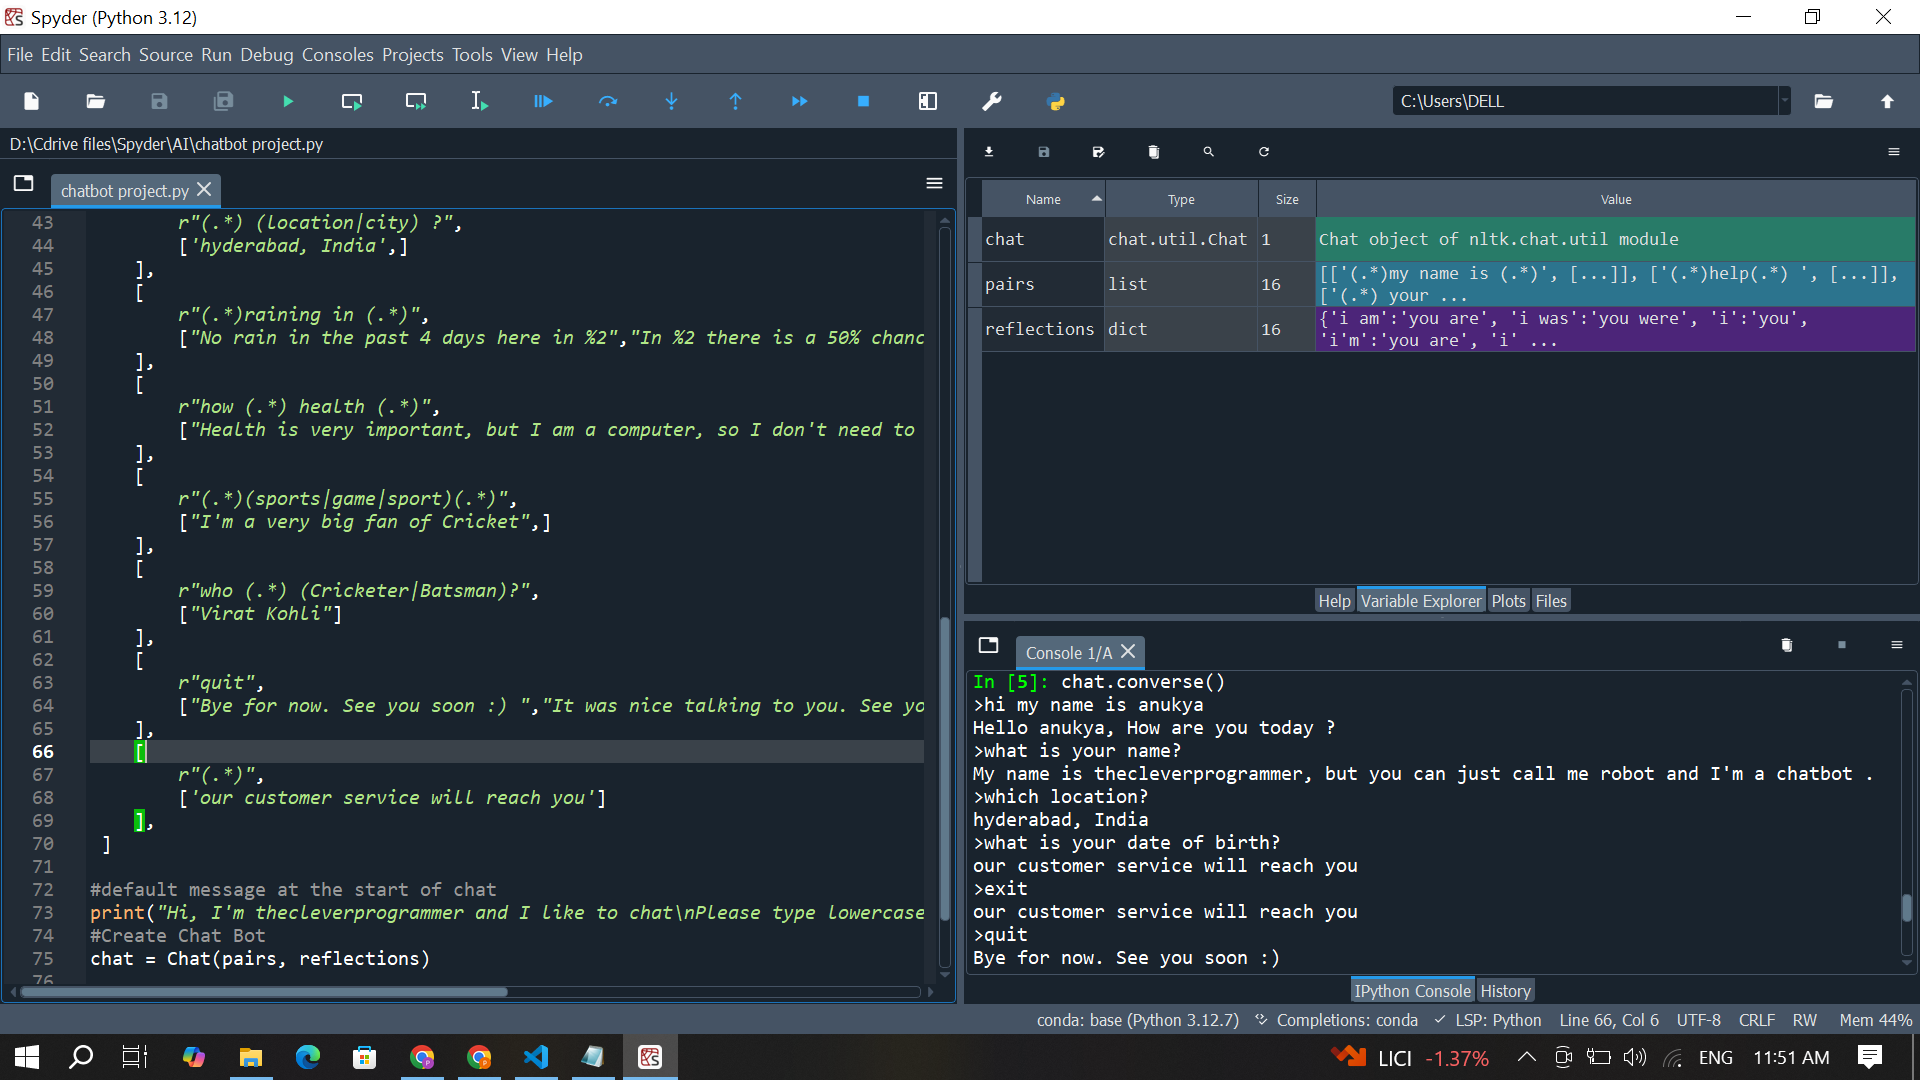 Spyder (Python 3.12)
File Edit Search Source Run Debug Consoles Projects Tools View Help
C:\Users\DELL
D:\Cdrive files\Spyder\AI\chatbot project.py
chatbot project.py
43 r"(.*) (location|city) ?",
44 ['hyderabad, India',]
45 ],
46 [
47 r"(.*)raining in (.*)",
48 ["No rain in the past 4 days here in %2","In %2 there is a 50% chanc
49 ],
50 [
51 r"how (.*) health (.*)",
52 ["Health is very important, but I am a computer, so I don't need to
53 ],
54 [
55 r"(.*)(sports|game|sport)(.*)",
56 ["I'm a very big fan of Cricket",]
57 ],
58 [
59 r"who (.*) (Cricketer|Batsman)?",
60 ["Virat Kohli"]
61 ],
62 [
63 r"quit",
64 ["Bye for now. See you soon :) ","It was nice talking to you. See yo
65 ],
66 [
67 r"(.*)",
68 ['our customer service will reach you']
69 ],
70 ]
71
72 #default message at the start of chat
73 print("Hi, I'm thecleverprogrammer and I like to chat\nPlease type lowercase
74 #Create Chat Bot
75 chat = Chat(pairs, reflections)
76
Name Type Size Value
chat chat.util.Chat 1 Chat object of nltk.chat.util module
pairs list 16 [['(.*)my name is (.*)', [...]], ['(.*)help(.*) ', [...]],
['(.*) your ...
reflections dict 16 {'i am':'you are', 'i was':'you were', 'i':'you',
'i'm':'you are', 'i' ...
Help Variable Explorer Plots Files
Console 1/A
In [5]: chat.converse()
>hi my name is anukya
Hello anukya, How are you today ?
>what is your name?
My name is thecleverprogrammer, but you can just call me robot and I'm a chatbot .
>which location?
hyderabad, India
>what is your date of birth?
our customer service will reach you
>exit
our customer service will reach you
>quit
Bye for now. See you soon :)
IPython Console History
conda: base (Python 3.12.7) Completions: conda LSP: Python Line 66, Col 6 UTF-8 CRLF RW Mem 44%
LICI -1.37% ENG 11:51 AM